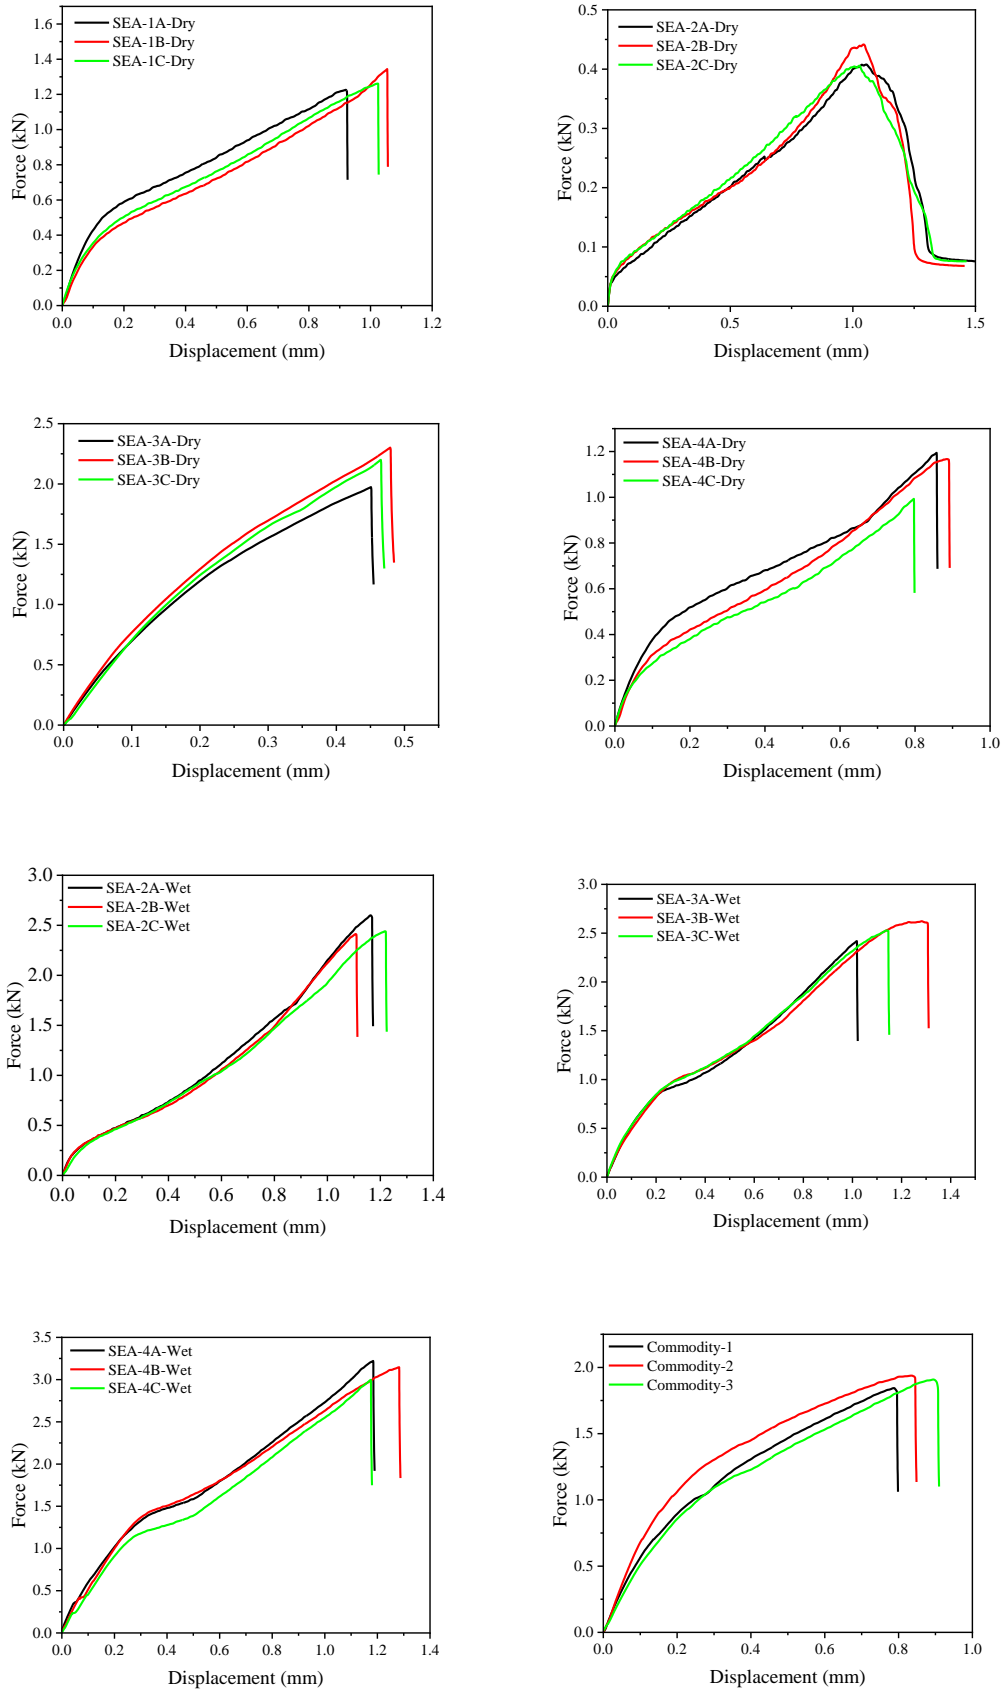 1.6
1.4
1.2
1.0
0.8
0.6
0.4
0.2
0.0
Force (kN)
SEA-1A-Dry
SEA-1B-Dry
SEA-1C-Dry
0.0 0.2 0.4 0.6 0.8 1.0 1.2
Displacement (mm)
0.5
0.4
0.3
0.2
0.1
0.0
Force (kN)
SEA-2A-Dry
SEA-2B-Dry
SEA-2C-Dry
0.0 0.5 1.0 1.5
Displacement (mm)
2.5
2.0
1.5
1.0
0.5
0.0
Force (kN)
SEA-3A-Dry
SEA-3B-Dry
SEA-3C-Dry
0.0 0.1 0.2 0.3 0.4 0.5
Displacement (mm)
1.2
1.0
0.8
0.6
0.4
0.2
0.0
Force (kN)
SEA-4A-Dry
SEA-4B-Dry
SEA-4C-Dry
0.0 0.2 0.4 0.6 0.8 1.0
Displacement (mm)
3.0
2.5
2.0
1.5
1.0
0.5
0.0
Force (kN)
SEA-2A-Wet
SEA-2B-Wet
SEA-2C-Wet
0.0 0.2 0.4 0.6 0.8 1.0 1.2 1.4
Displacement (mm)
3.0
2.5
2.0
1.5
1.0
0.5
0.0
Force (kN)
SEA-3A-Wet
SEA-3B-Wet
SEA-3C-Wet
0.0 0.2 0.4 0.6 0.8 1.0 1.2 1.4
Displacement (mm)
3.5
3.0
2.5
2.0
1.5
1.0
0.5
0.0
Force (kN)
SEA-4A-Wet
SEA-4B-Wet
SEA-4C-Wet
0.0 0.2 0.4 0.6 0.8 1.0 1.2 1.4
Displacement (mm)
2.0
1.5
1.0
0.5
0.0
Force (kN)
Commodity-1
Commodity-2
Commodity-3
0.0 0.2 0.4 0.6 0.8 1.0
Displacement (mm)